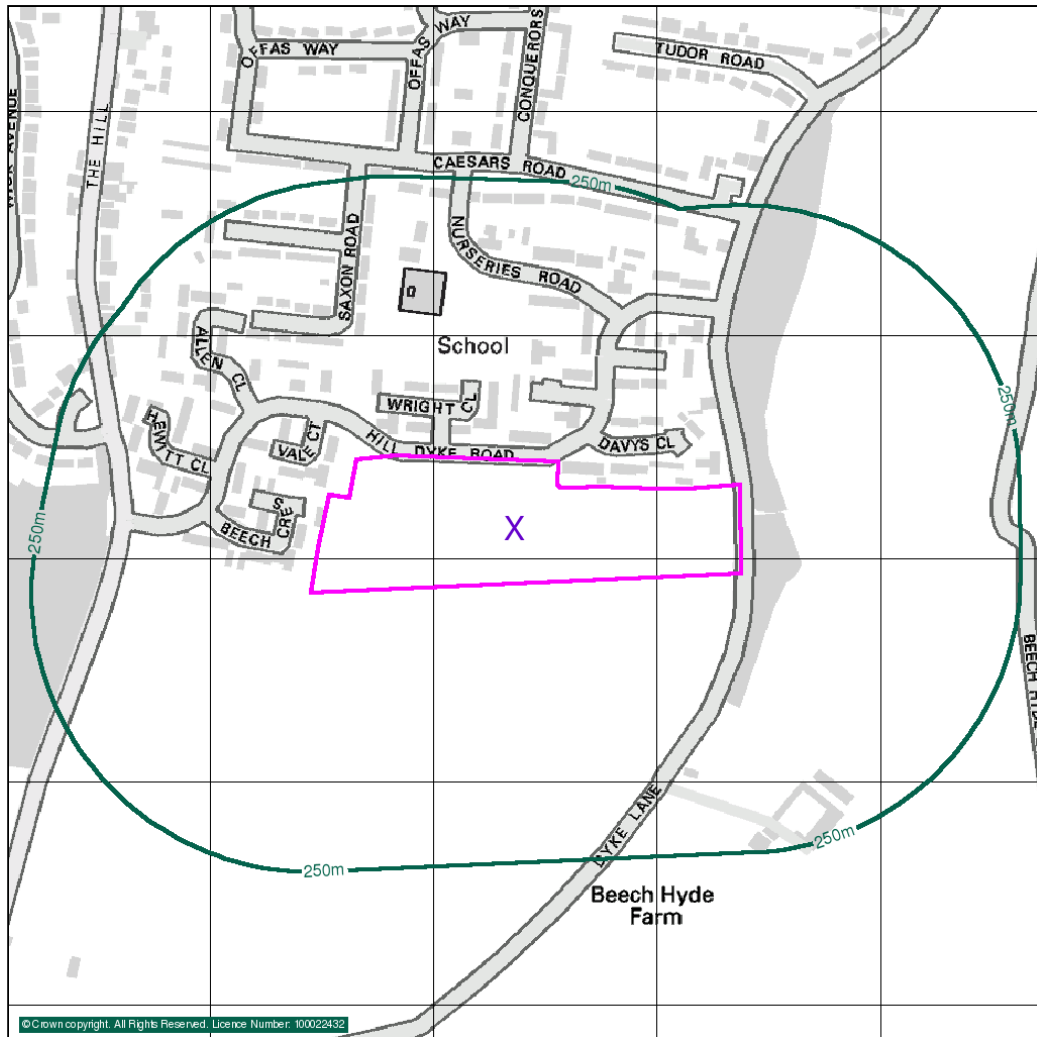 OFFAS WAY
OFFAS WAY
CONQUERORS
TUDOR ROAD
THE HILL
CAESARS ROAD
250m
SAXON ROAD
NURSERIES ROAD
School
ALLEN CL
WRIGHT CL
250m
HEWITT CL
VALE CT
HILL DYKE ROAD
DAVYS CL
BEECH CRES
X
250m
BEECH HYDE
DYKE LANE
250m
250m
Beech Hyde
Farm
© Crown copyright. All Rights Reserved. Licence Number: 100022432